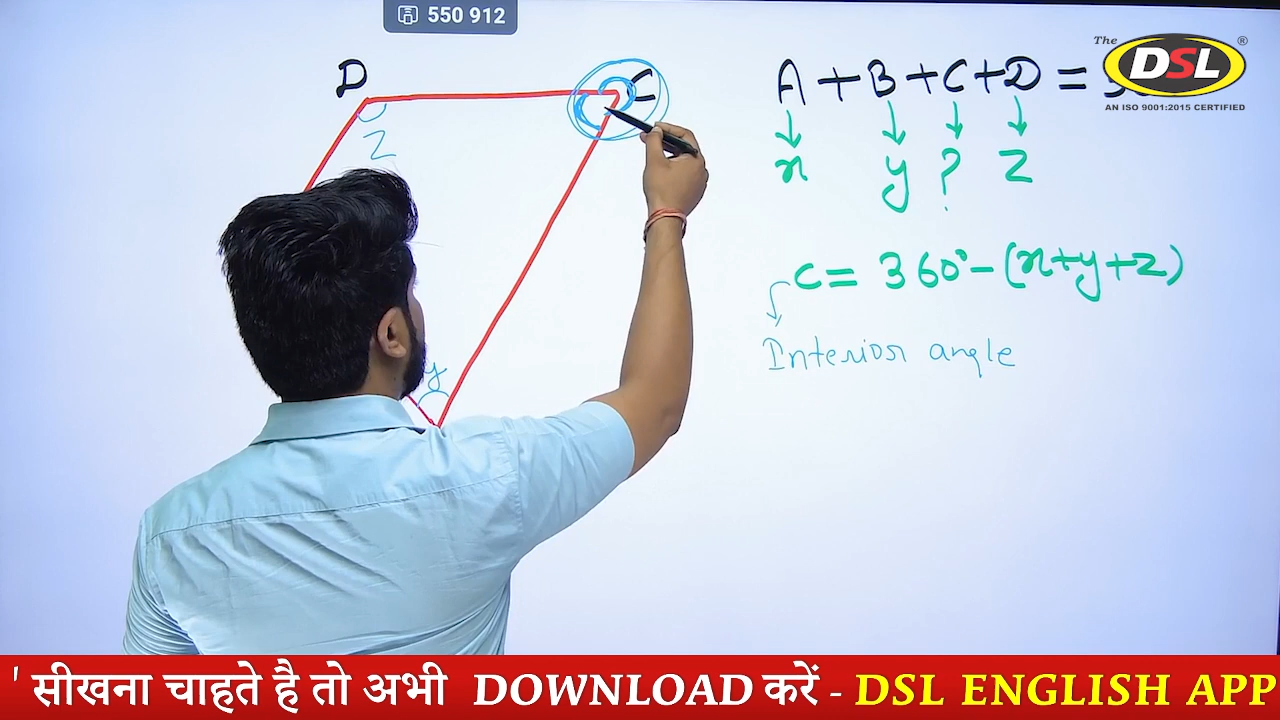 550 912
D
C
Z
y
A + B + C + D =
x y ? z
C = 360° - (x+y+z)
Interior angle
The DSL ®
AN ISO 9001:2015 CERTIFIED
' सीखना चाहते है तो अभी DOWNLOAD करें - DSL ENGLISH APP